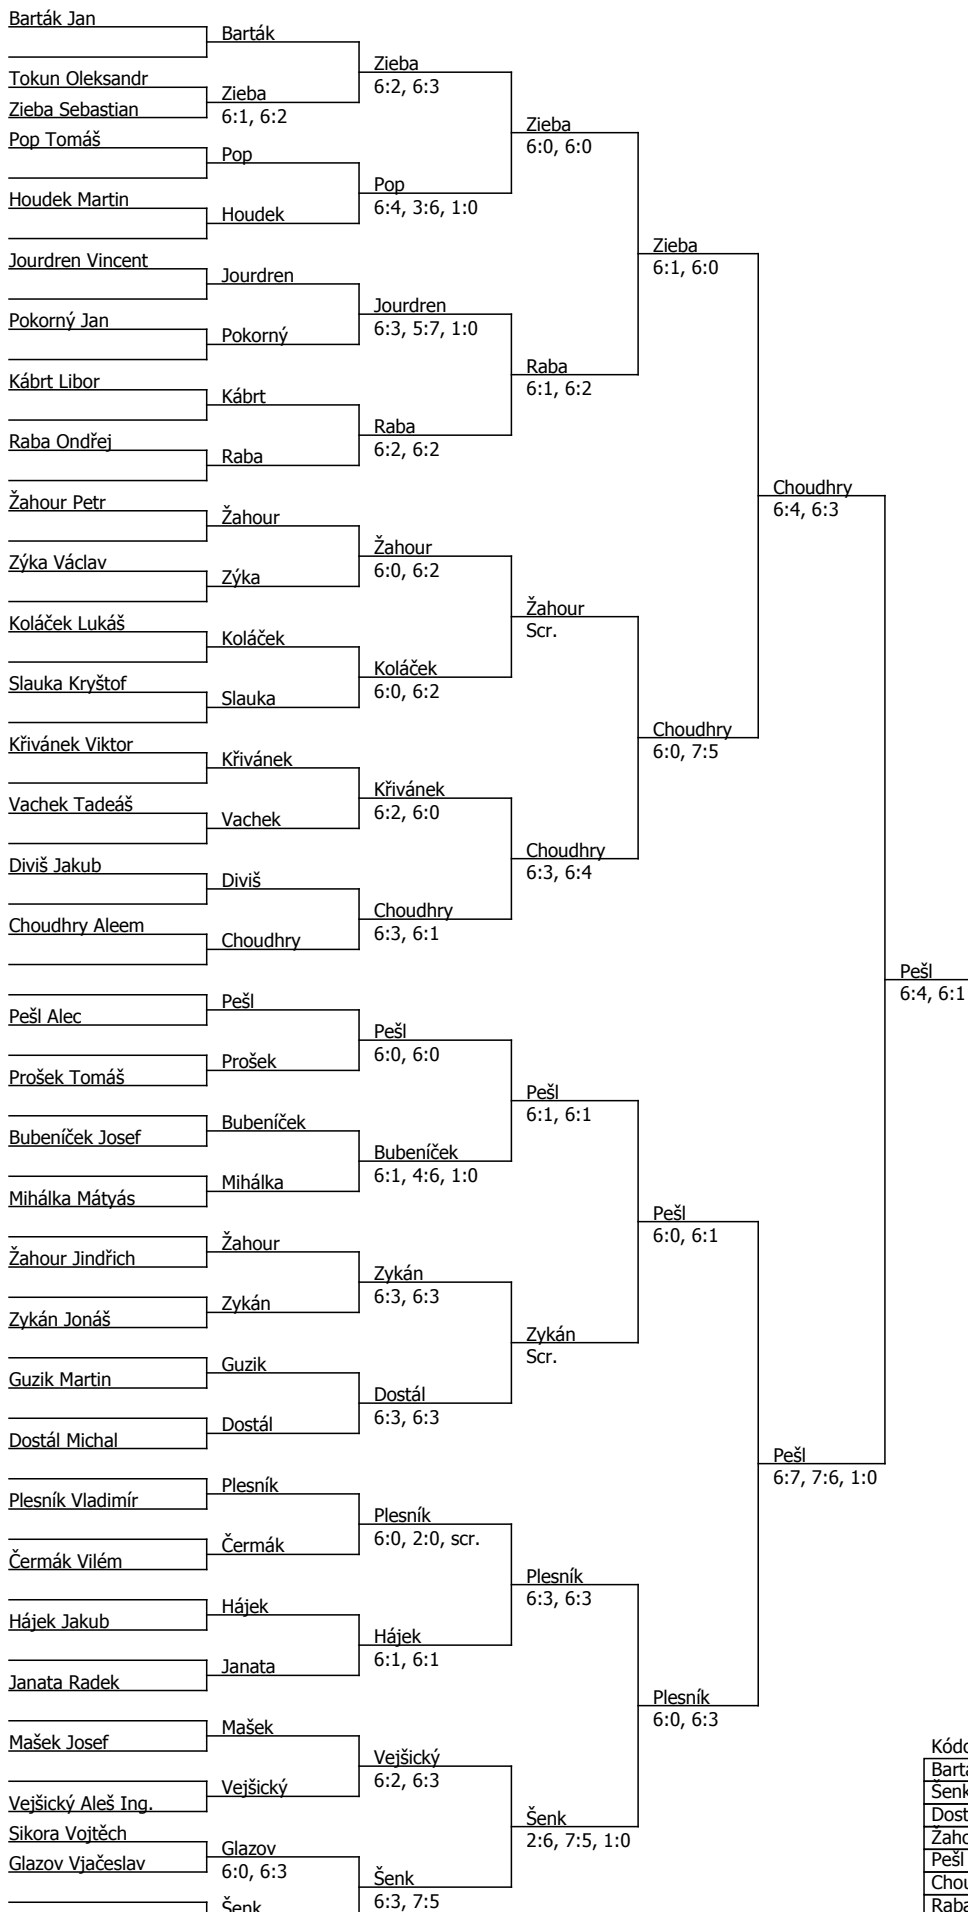 Barták Jan
Barták
Zieba
6:2, 6:3
Tokun Oleksandr
Zieba
6:1, 6:2
Zieba Sebastian
Zieba
6:0, 6:0
Pop Tomáš
Pop
Pop
6:4, 3:6, 1:0
Houdek Martin
Houdek
Zieba
6:1, 6:0
Jourdren Vincent
Jourdren
Jourdren
6:3, 5:7, 1:0
Pokorný Jan
Pokorný
Raba
6:1, 6:2
Kábrt Libor
Kábrt
Raba
6:2, 6:2
Raba Ondřej
Raba
Choudhry
6:4, 6:3
Žahour Petr
Žahour
Žahour
6:0, 6:2
Zýka Václav
Zýka
Žahour
Scr.
Koláček Lukáš
Koláček
Koláček
6:0, 6:2
Slauka Kryštof
Slauka
Choudhry
6:0, 7:5
Křivánek Viktor
Křivánek
Křivánek
6:2, 6:0
Vachek Tadeáš
Vachek
Choudhry
6:3, 6:4
Diviš Jakub
Diviš
Choudhry
6:3, 6:1
Choudhry Aleem
Choudhry
Pešl
6:4, 6:1
Pešl
Pešl Alec
Pešl
6:0, 6:0
Prošek
Prošek Tomáš
Pešl
6:1, 6:1
Bubeníček
Bubeníček Josef
Bubeníček
6:1, 4:6, 1:0
Mihálka
Mihálka Mátyás
Pešl
6:0, 6:1
Žahour
Žahour Jindřich
Zykán
6:3, 6:3
Zykán
Zykán Jonáš
Zykán
Scr.
Guzik
Guzik Martin
Dostál
6:3, 6:3
Dostál
Dostál Michal
Pešl
6:7, 7:6, 1:0
Plesník
Plesník Vladimír
Plesník
6:0, 2:0, scr.
Čermák
Čermák Vilém
Plesník
6:3, 6:3
Hájek
Hájek Jakub
Hájek
6:1, 6:1
Janata
Janata Radek
Plesník
6:0, 6:3
Mašek
Mašek Josef
Vejšický
6:2, 6:3
Vejšický
Vejšický Aleš Ing.
Šenk
2:6, 7:5, 1:0
Sikora Vojtěch
Glazov
6:0, 6:3
Glazov Vjačeslav
Šenk
6:3, 7:5
Šenk
Kódo
Barta
Šenk
Dost
Žaho
Pešl
Chou
Raba